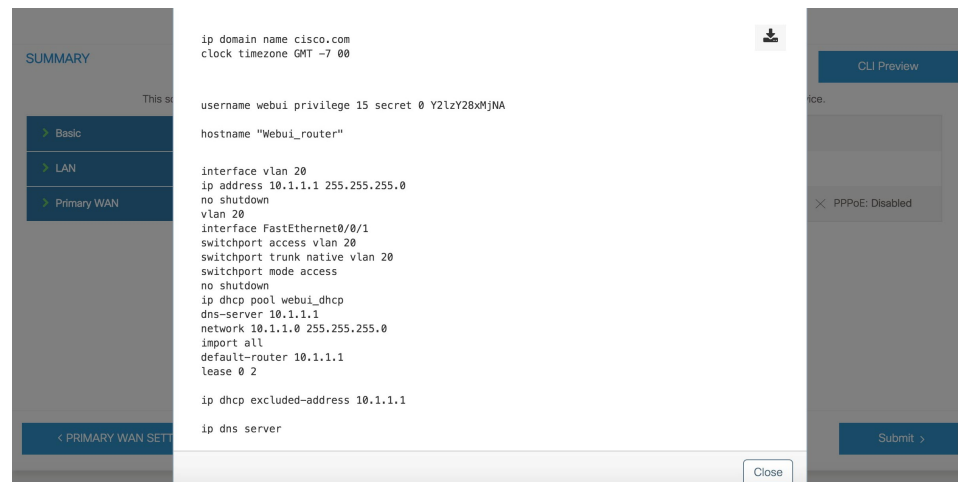 SUMMARY
CLI Preview
This
vice.
> Basic
> LAN
> Primary WAN
PPPoE: Disabled
ip domain name cisco.com
clock timezone GMT -7 00
username webui privilege 15 secret 0 Y2lzY28xMjNA
hostname "Webui_router"
interface vlan 20
ip address 10.1.1.1 255.255.255.0
no shutdown
vlan 20
interface FastEthernet0/0/1
switchport access vlan 20
switchport trunk native vlan 20
switchport mode access
no shutdown
ip dhcp pool webui_dhcp
dns-server 10.1.1.1
network 10.1.1.0 255.255.255.0
import all
default-router 10.1.1.1
lease 0 2
ip dhcp excluded-address 10.1.1.1
ip dns server
< PRIMARY WAN SETT
Submit >
Close